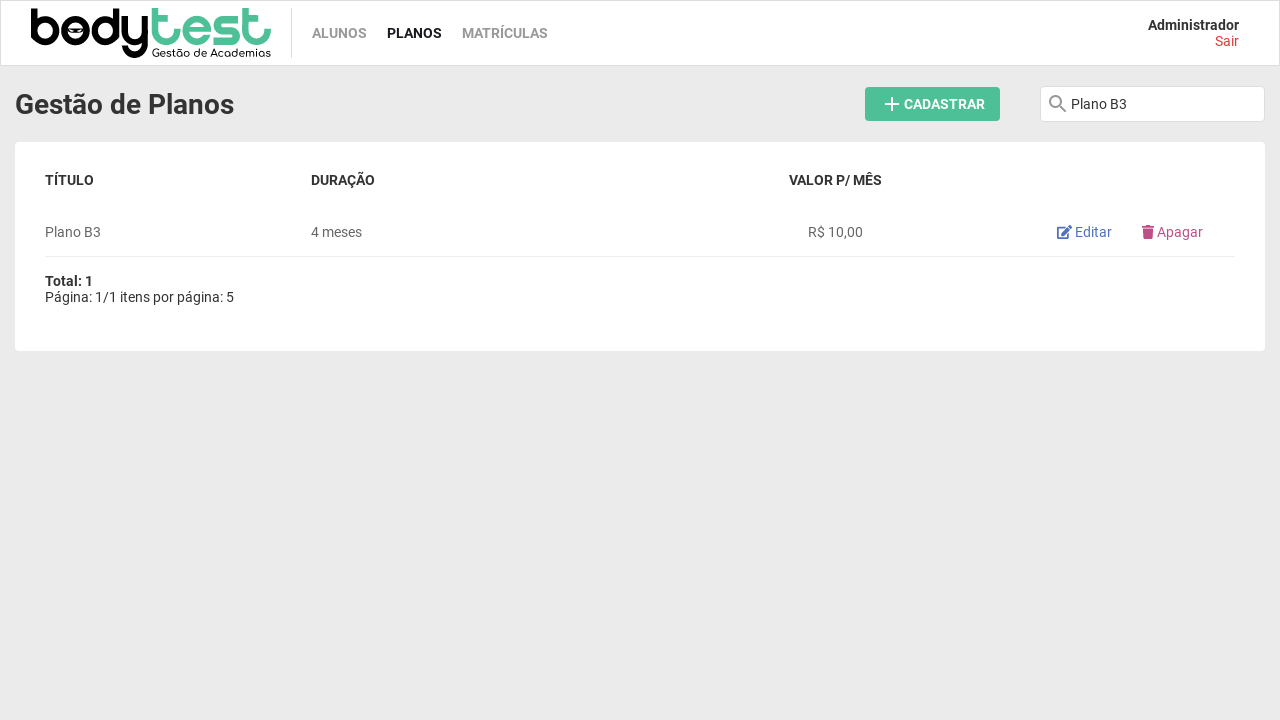 bodytest
Gestão de Academias
ALUNOS PLANOS MATRÍCULAS
Administrador
Sair
Gestão de Planos
CADASTRAR
Plano B3
TÍTULO DURAÇÃO VALOR P/ MÊS
Plano B3 4 meses R$ 10,00 Editar Apagar
Total: 1
Página: 1/1 itens por página: 5